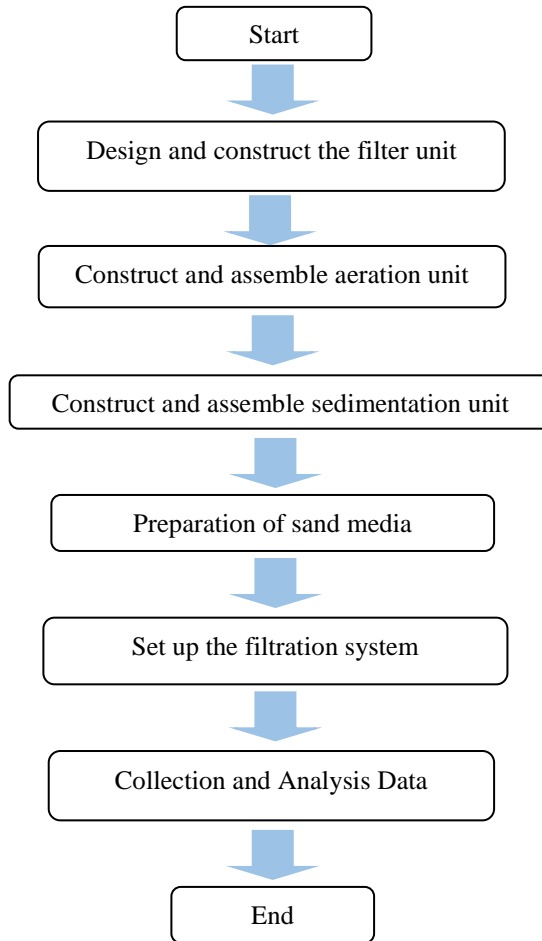 Start
Design and construct the filter unit
Construct and assemble aeration unit
Construct and assemble sedimentation unit
Preparation of sand media
Set up the filtration system
Collection and Analysis Data
End